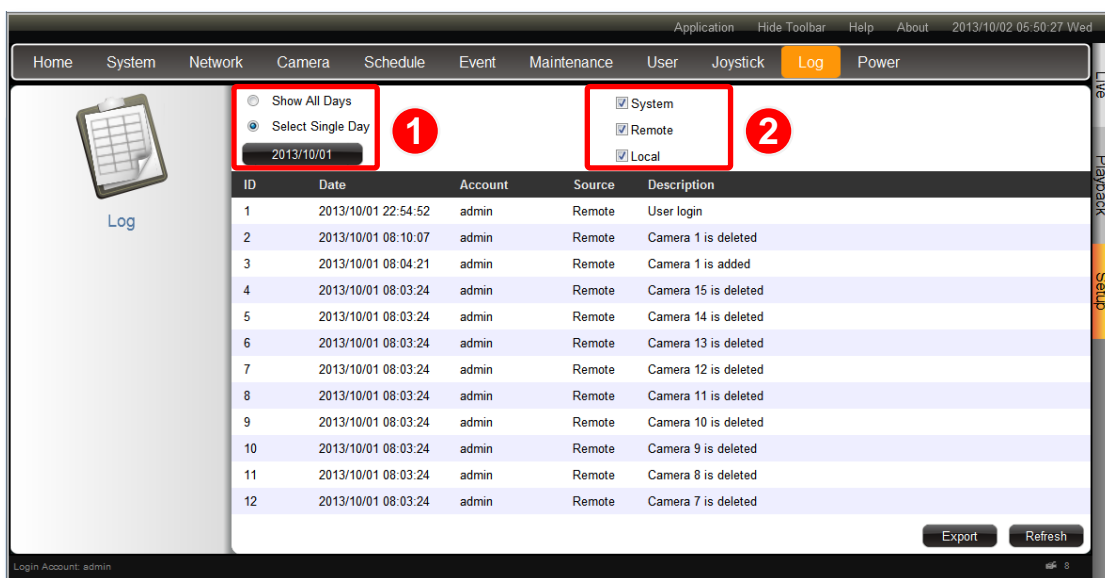 Application Hide Toolbar Help About 2013/10/02 05:50:27 Wed
Home System Network Camera Schedule Event Maintenance User Joystick Log Power
Live
Playback
Setup
Log
Show All Days
Select Single Day
2013/10/01
1
System
Remote
Local
2
ID Date Account Source Description
1 2013/10/01 22:54:52 admin Remote User login
2 2013/10/01 08:10:07 admin Remote Camera 1 is deleted
3 2013/10/01 08:04:21 admin Remote Camera 1 is added
4 2013/10/01 08:03:24 admin Remote Camera 15 is deleted
5 2013/10/01 08:03:24 admin Remote Camera 14 is deleted
6 2013/10/01 08:03:24 admin Remote Camera 13 is deleted
7 2013/10/01 08:03:24 admin Remote Camera 12 is deleted
8 2013/10/01 08:03:24 admin Remote Camera 11 is deleted
9 2013/10/01 08:03:24 admin Remote Camera 10 is deleted
10 2013/10/01 08:03:24 admin Remote Camera 9 is deleted
11 2013/10/01 08:03:24 admin Remote Camera 8 is deleted
12 2013/10/01 08:03:24 admin Remote Camera 7 is deleted
Export Refresh
Login Account: admin 8